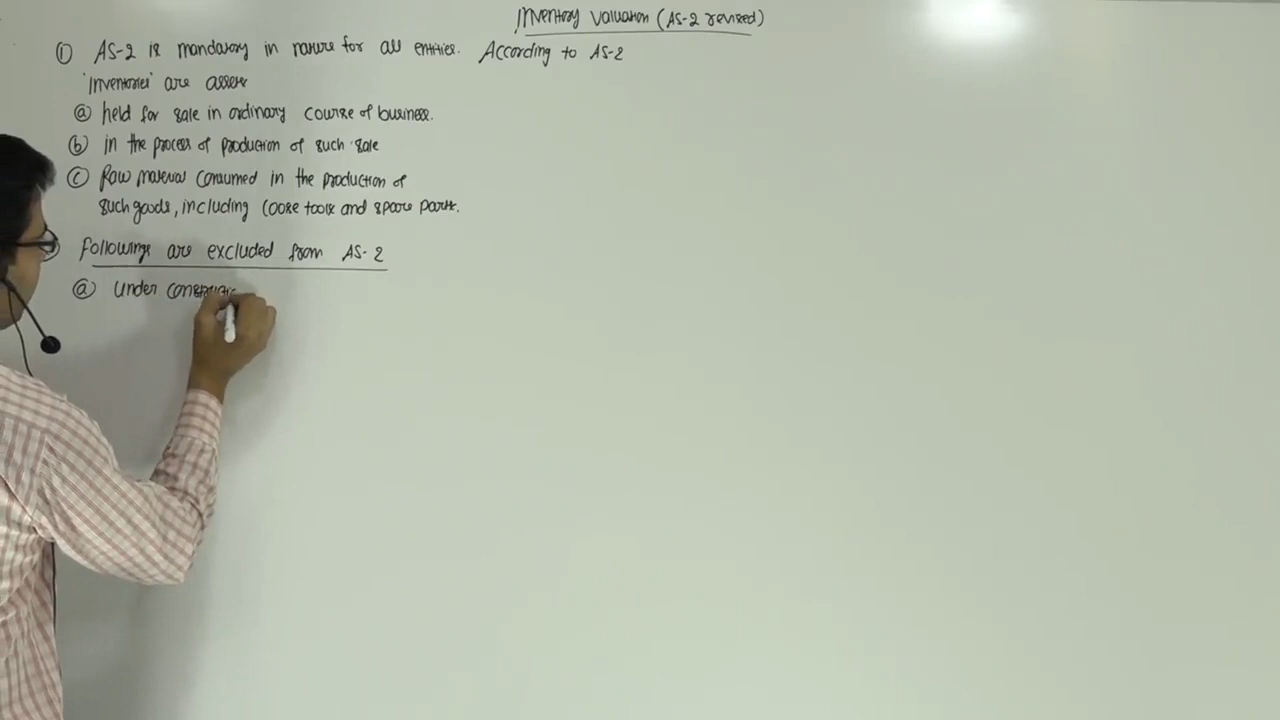 Inventory Valuation (AS-2 revised)
① AS-2 is mandatory in nature for all entities. According to AS-2
'Inventories' are assets
ⓐ held for sale in ordinary course of business.
ⓑ in the process of production of such sale
ⓒ Raw material consumed in the production of
such goods, including loose tools and spare parts.
Followings are excluded from AS-2
ⓐ under